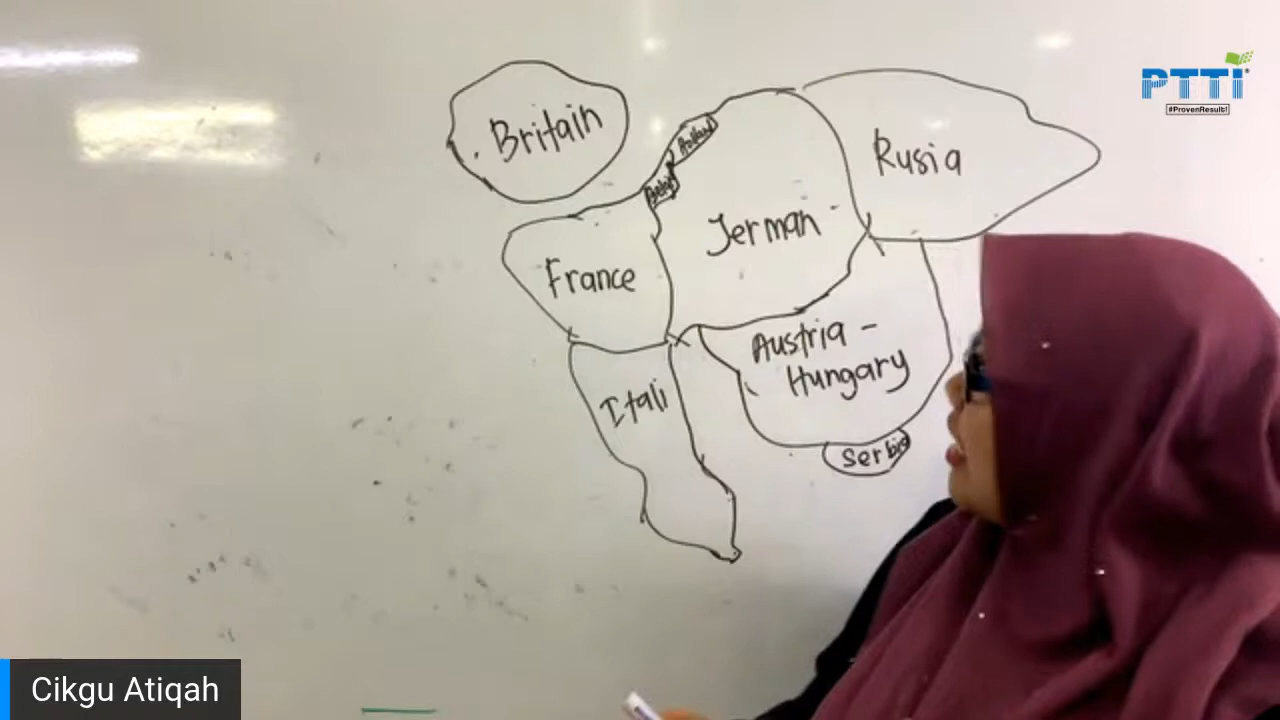 PTTI
#ProvenResult!
Britain
Rusia
Jerman
France
Austria -
Hungary
Itali
Serbia
Cikgu Atiqah